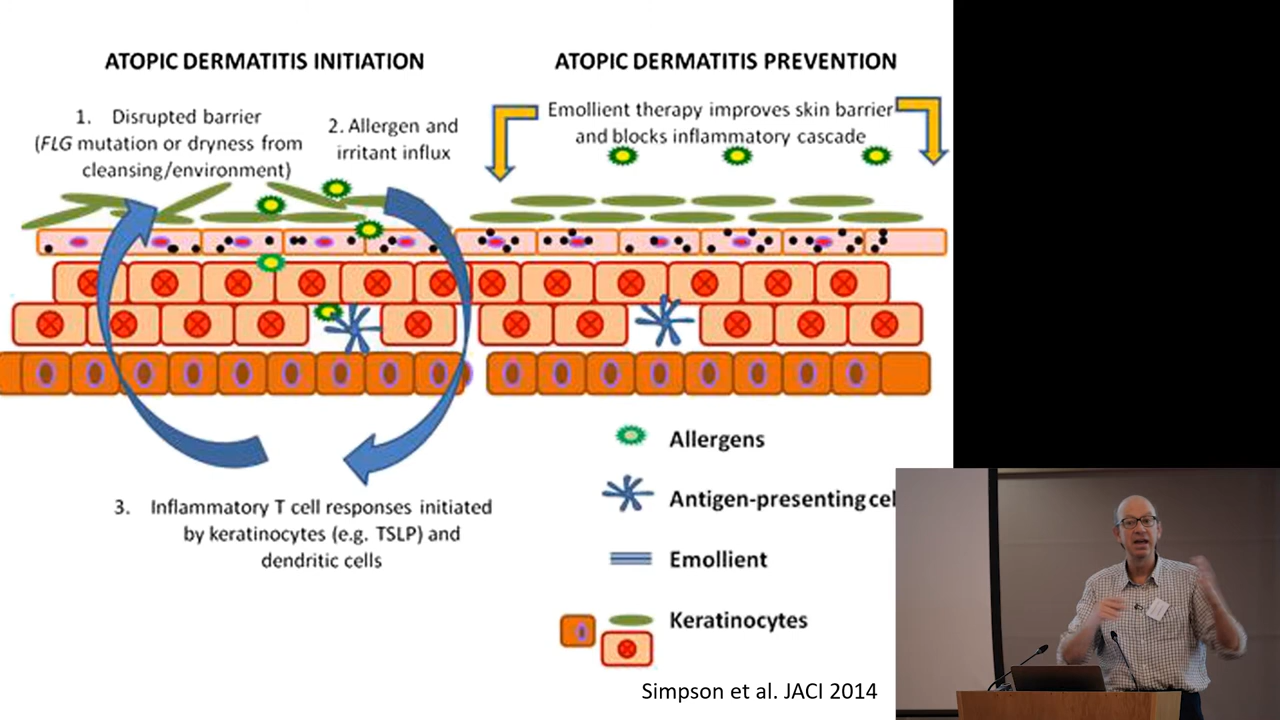 ATOPIC DERMATITIS INITIATION
1. Disrupted barrier
(FLG mutation or dryness from
cleansing/environment)
2. Allergen and
irritant influx
3. Inflammatory T cell responses initiated
by keratinocytes (e.g. TSLP) and
dendritic cells
ATOPIC DERMATITIS PREVENTION
Emollient therapy improves skin barrier
and blocks inflammatory cascade
Allergens
Antigen-presenting cel
Emollient
Keratinocytes
Simpson et al. JACI 2014